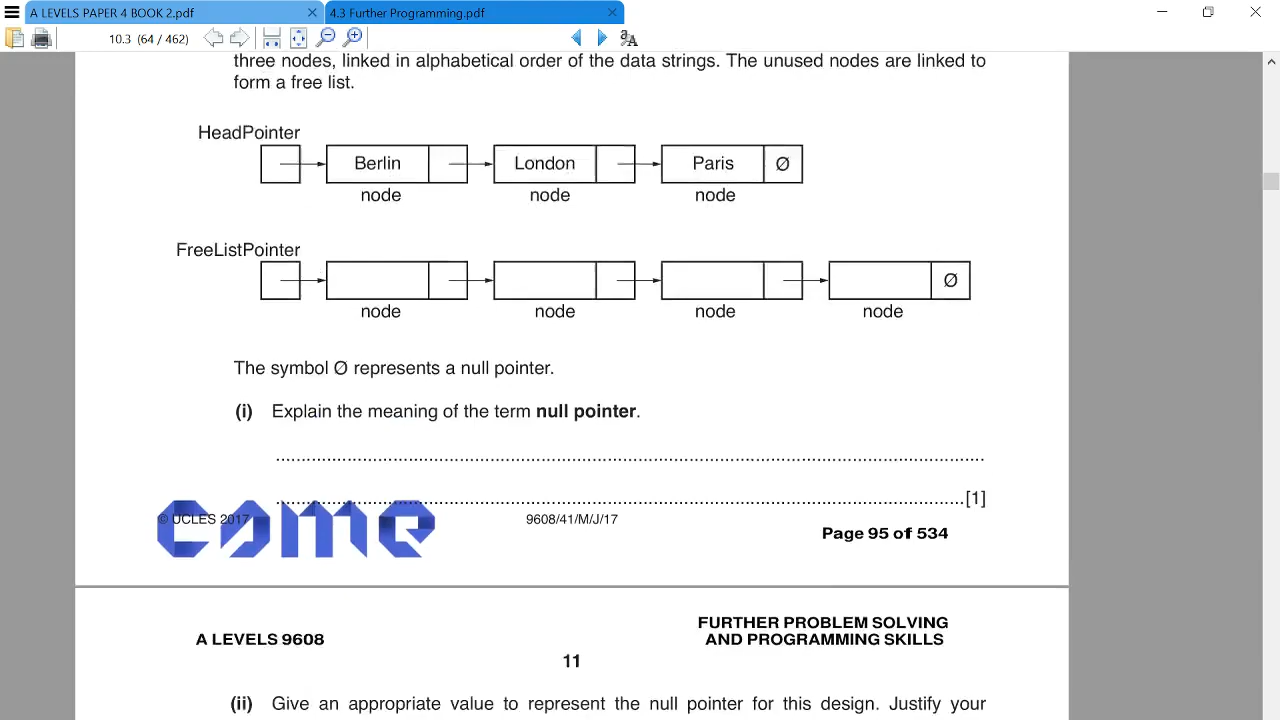 A LEVELS PAPER 4 BOOK 2.pdf
4.3 Further Programming.pdf
10.3 (64 / 462)
three nodes, linked in alphabetical order of the data strings. The unused nodes are linked to
form a free list.
HeadPointer
Berlin
London
Paris
Ø
node
node
node
FreeListPointer
Ø
node
node
node
node
The symbol Ø represents a null pointer.
(i) Explain the meaning of the term null pointer.
..........................................................................................................................................
......................................................................................................................................[1]
come
© UCLES 2017
9608/41/M/J/17
Page 95 of 534
FURTHER PROBLEM SOLVING
A LEVELS 9608
AND PROGRAMMING SKILLS
11
(ii) Give an appropriate value to represent the null pointer for this design. Justify your